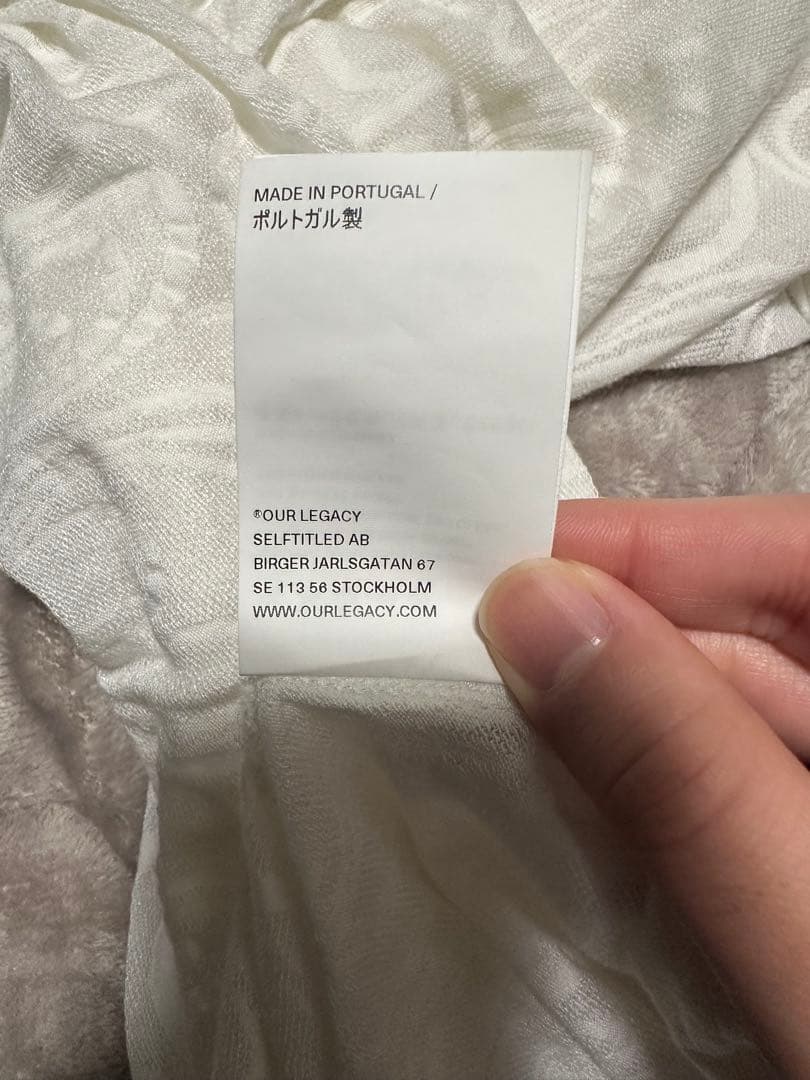 MADE IN PORTUGAL /
ポルトガル製
®OUR LEGACY
SELFTITLED AB
BIRGER JARLSGATAN 67
SE 113 56 STOCKHOLM
WWW.OURLEGACY.COM